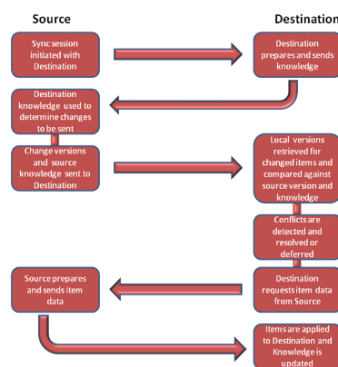 Source
Destination
Sync session
initiated with
Destination
Destination
prepares and sends
knowledge
Destination
knowledge used to
determine changes
to be sent
Change versions
and source
knowledge sent to
Destination
Local versions
retrieved for
changed items and
compared against
source version and
knowledge
Conflicts are
detected and
resolved or
deferred
Destination
requests item data
from Source
Source prepares
and sends item
data
Items are applied
to Destination and
Knowledge is
updated